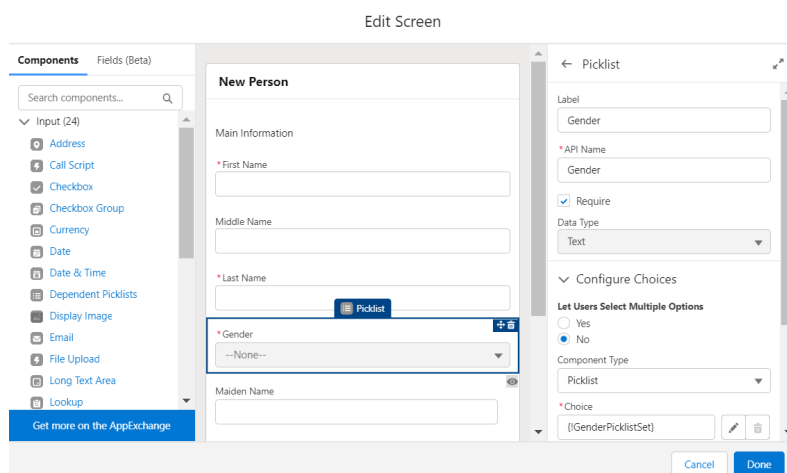 Edit Screen
Components
Fields (Beta)
Search components...
Input (24)
Address
Call Script
Checkbox
Checkbox Group
Currency
Date
Date & Time
Dependent Picklists
Display Image
Email
File Upload
Long Text Area
Lookup
Get more on the AppExchange
New Person
Main Information
* First Name
Middle Name
* Last Name
Picklist
* Gender
--None--
Maiden Name
Picklist
Label
Gender
* API Name
Gender
Require
Data Type
Text
Configure Choices
Let Users Select Multiple Options
Yes
No
Component Type
Picklist
* Choice
{!GenderPicklistSet}
Cancel
Done